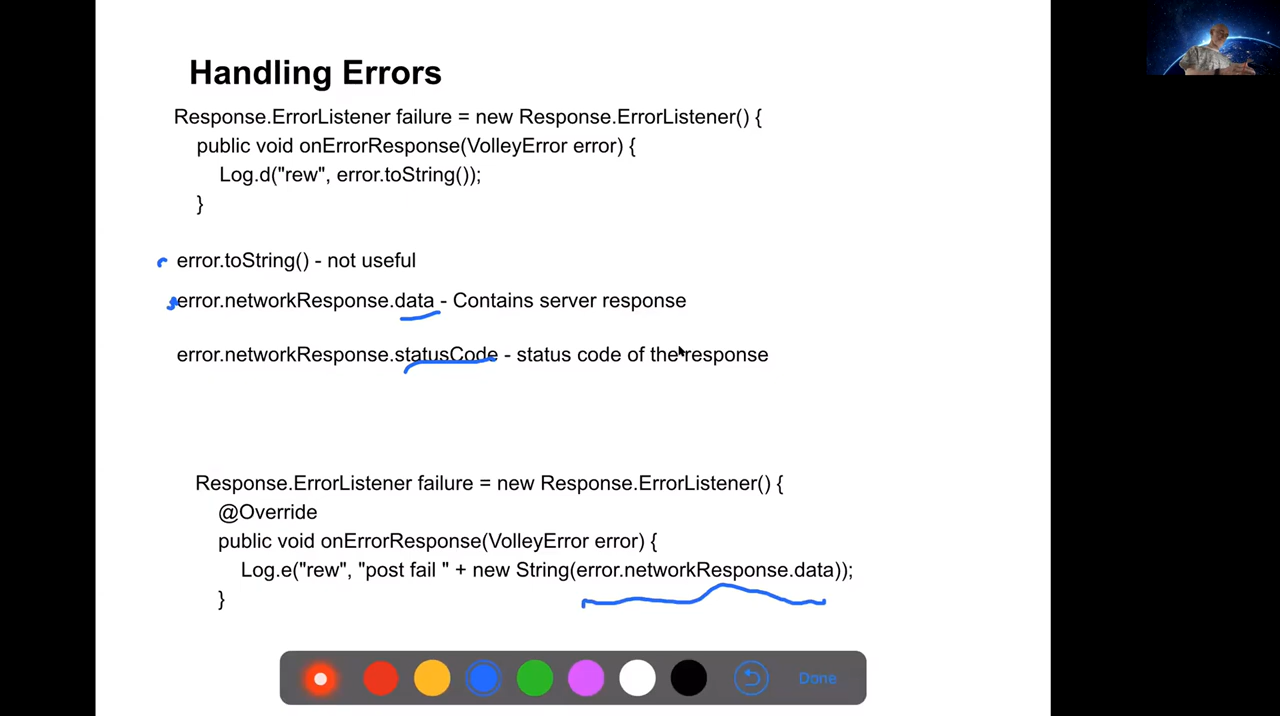 Handling Errors
Response.ErrorListener failure = new Response.ErrorListener() {
public void onErrorResponse(VolleyError error) {
Log.d("rew", error.toString());
}
error.toString() - not useful
error.networkResponse.data - Contains server response
error.networkResponse.statusCode - status code of the response
Response.ErrorListener failure = new Response.ErrorListener() {
@Override
public void onErrorResponse(VolleyError error) {
Log.e("rew", "post fail " + new String(error.networkResponse.data));
}
Done